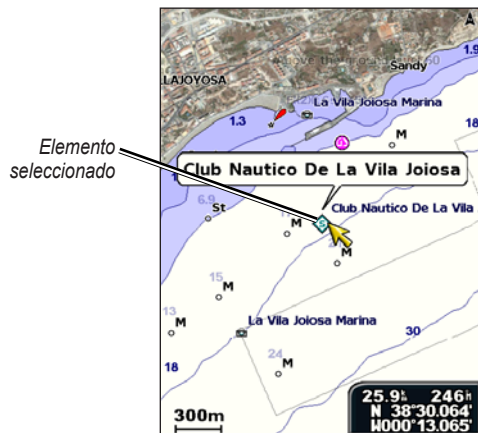 1.9
Sandy
LAJOYOSA
La Vila Joiosa Marina
1.3
18
M
Elemento
seleccionado
Club Nautico De La Vila Joiosa
6.9
St
Club Nautico De La Vila
M
M
15
M
13
M
La Vila Joiosa Marina
30
18
24
M
300m
25.9 246
N 38°30.064'
W000°13.065'